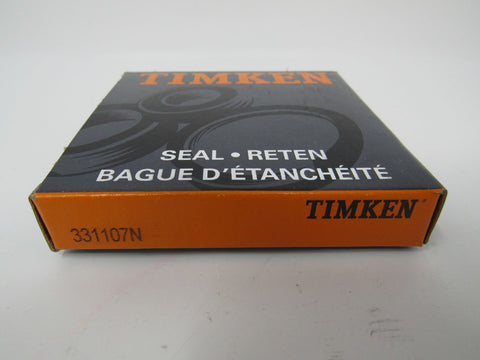 TIMKEN
SEAL • RETEN
BAGUE D'ÉTANCHÉITÉ
TIMKEN®
331107N